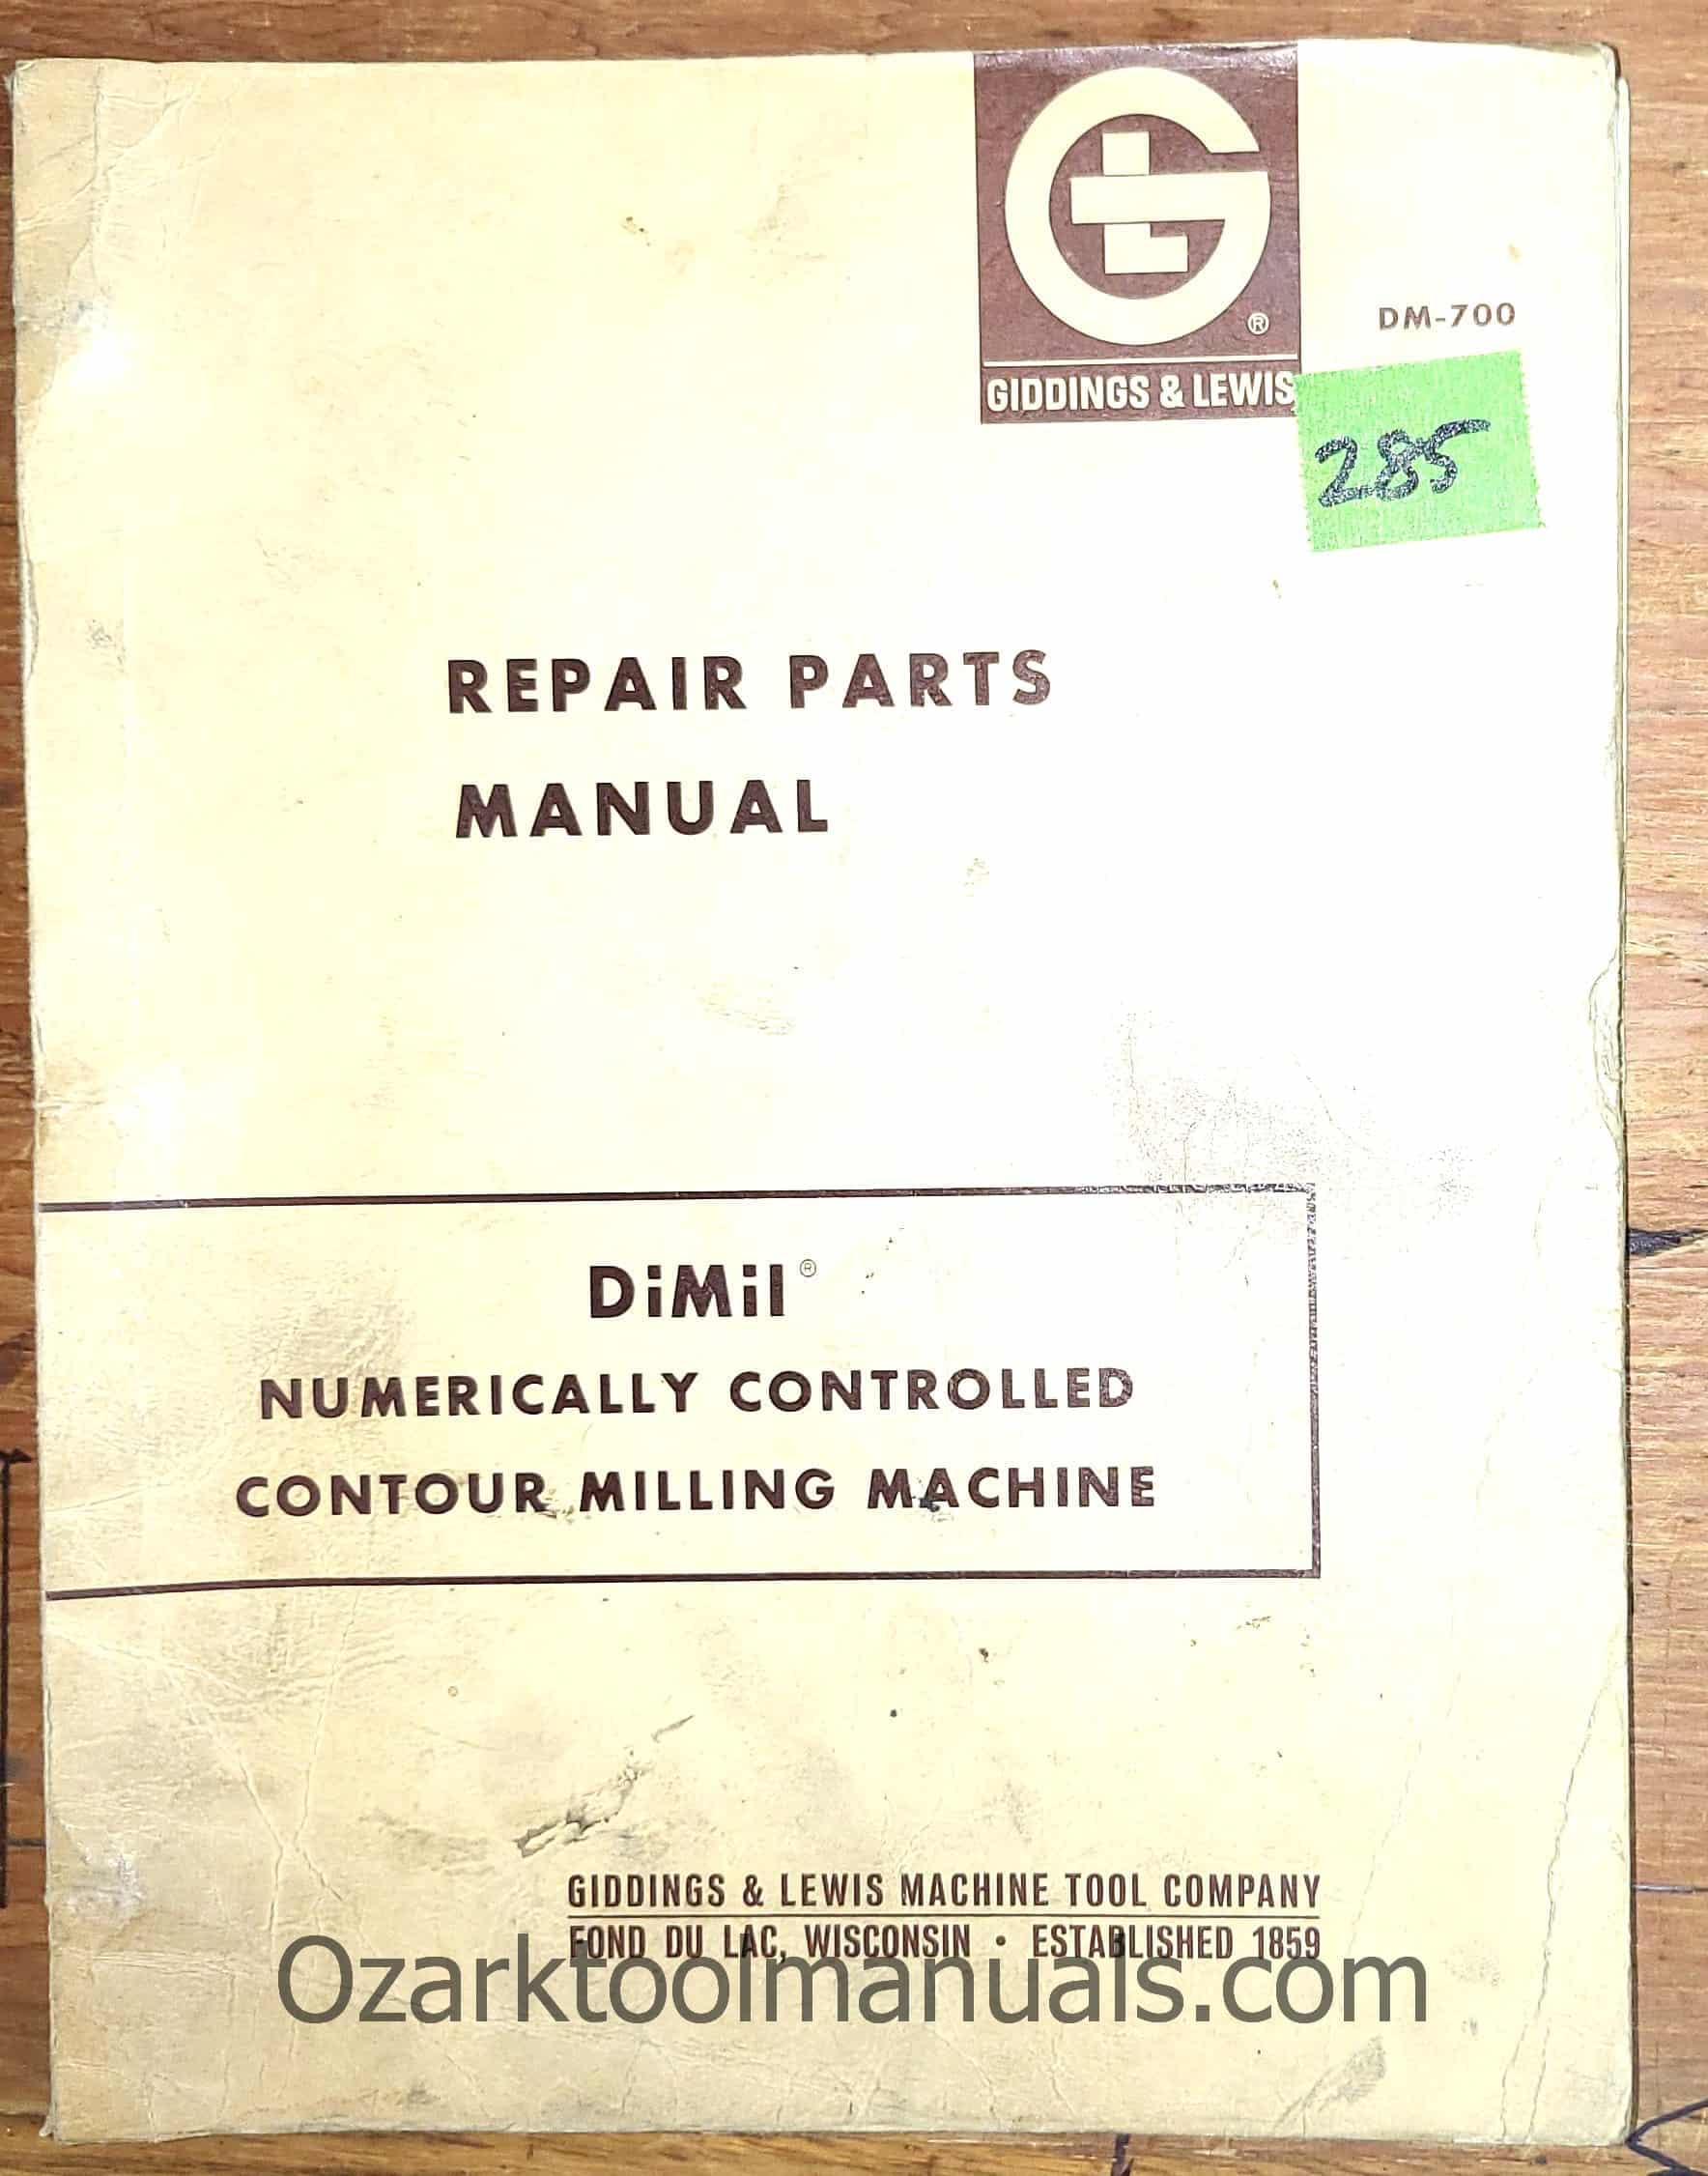 ®
GIDDINGS & LEWIS
DM-700
285
REPAIR PARTS
MANUAL
DiMil®
NUMERICALLY CONTROLLED
CONTOUR MILLING MACHINE
GIDDINGS & LEWIS MACHINE TOOL COMPANY
FOND DU LAC, WISCONSIN • ESTABLISHED 1859
Ozarktoolmanuals.com